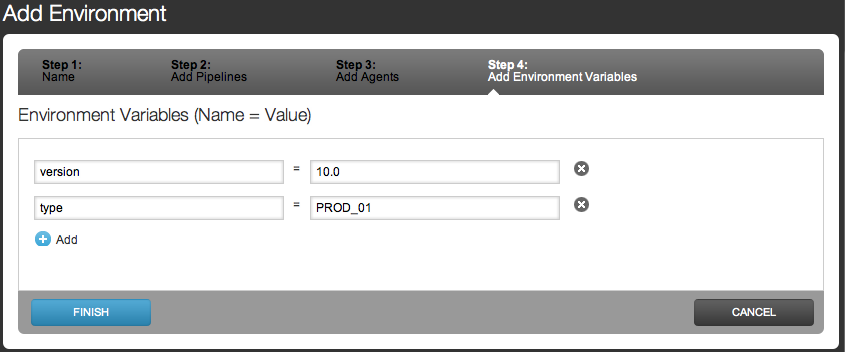 Add Environment
Step 1: Step 2: Step 3: Step 4:
Name Add Pipelines Add Agents Add Environment Variables
Environment Variables (Name = Value)
version = 10.0
type = PROD_01
Add
FINISH CANCEL